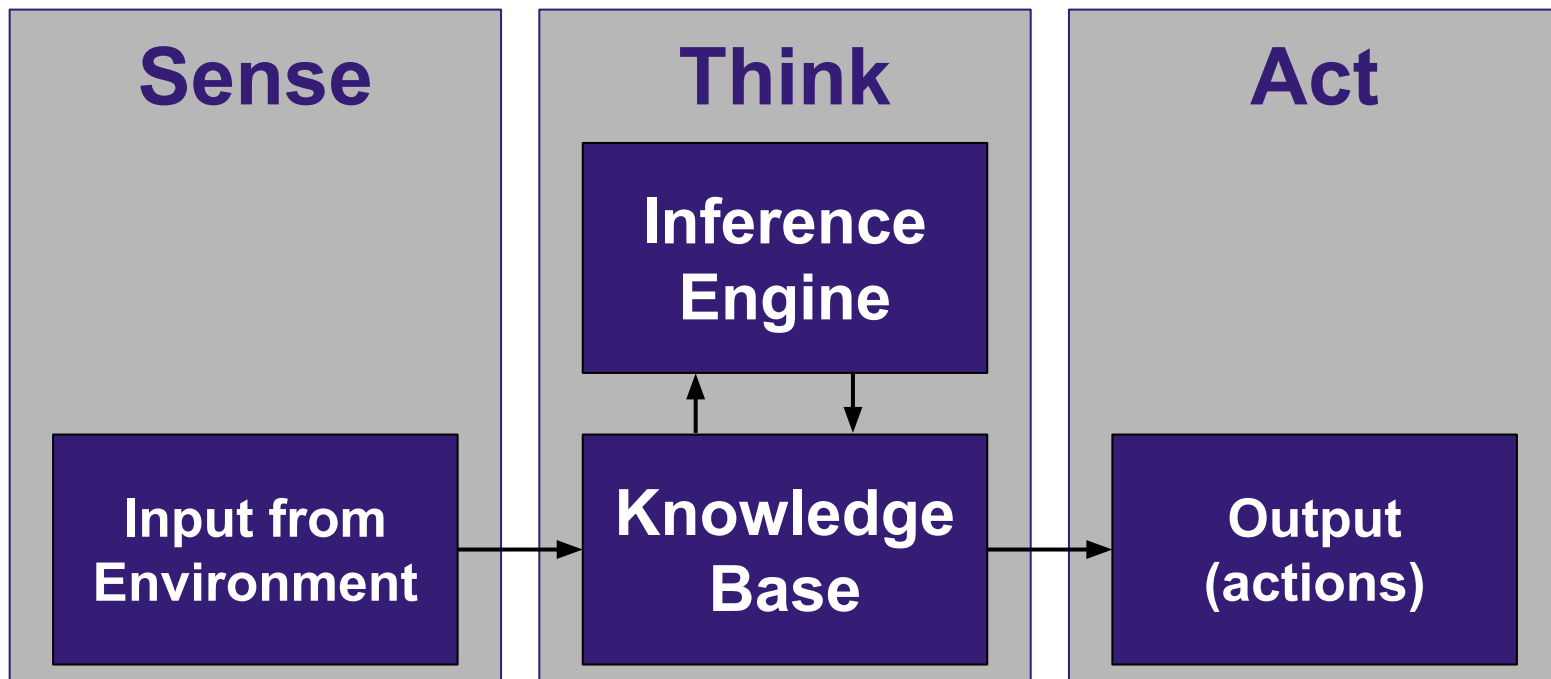 Sense
Think
Act
Inference
Engine
Input from
Environment
Knowledge
Base
Output
(actions)